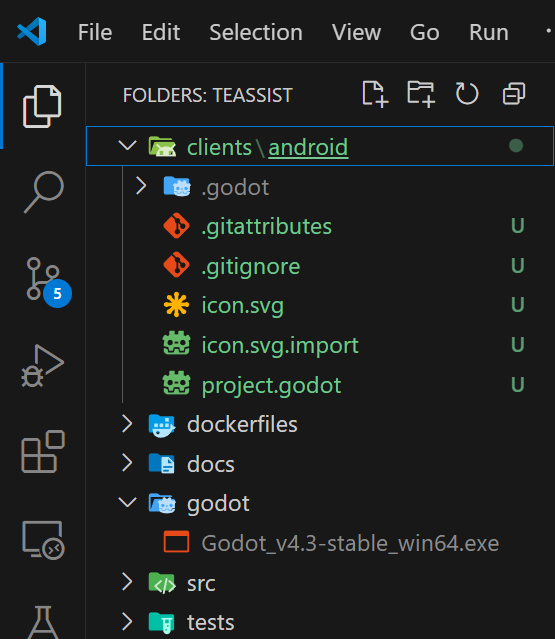 File Edit Selection View Go Run ·
FOLDERS: TEASSIST
clients\android
.godot
.gitattributes U
.gitignore U
icon.svg U
icon.svg.import U
project.godot U
5
dockerfiles
docs
godot
Godot_v4.3-stable_win64.exe
src
tests